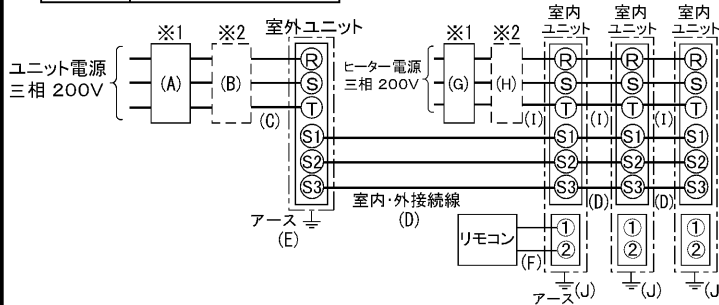 ※1 ※2 室外ユニット
ユニット電源
三相 200V
(A) (B) (C)
R
S
T
S1
S2
S3
アース
(E)
室内・外接続線
(D)
※1 ※2
ヒーター電源
三相 200V
(G) (H) (I) (I) (I)
室内
ユニット
R
S
T
S1
S2
S3
室内
ユニット
R
S
T
S1
S2
S3
室内
ユニット
R
S
T
S1
S2
S3
(D) (D)
リモコン
(F)
1
2
1
2
1
2
アース
(J) (J) (J